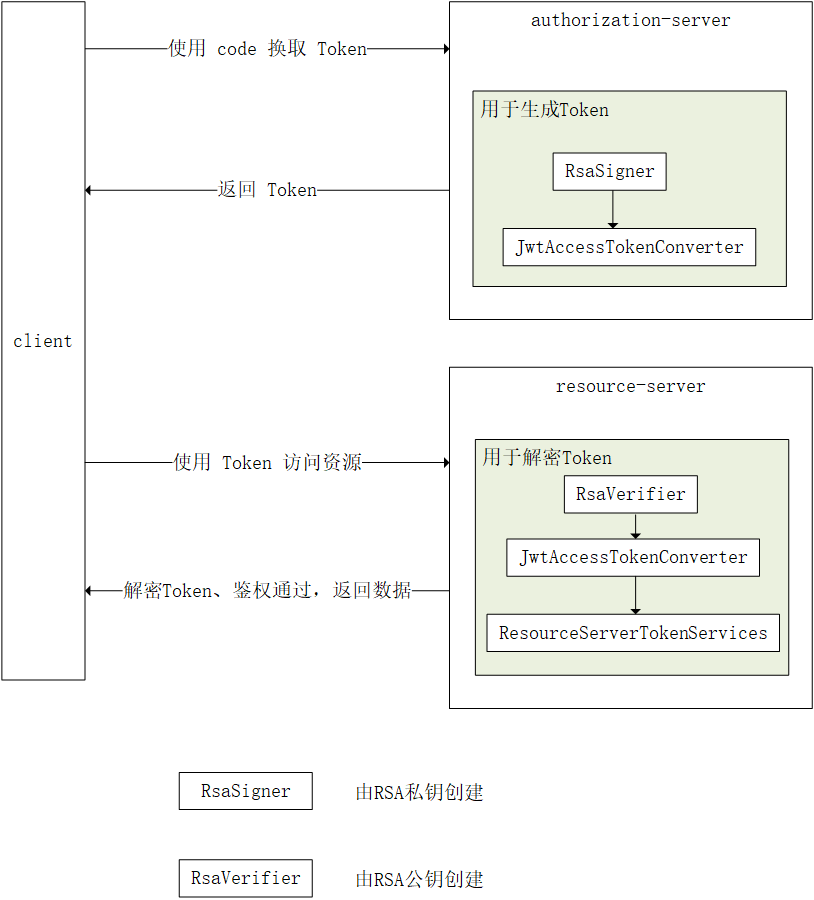 authorization-server
使用 code 换取 Token
用于生成Token
RsaSigner
返回 Token
JwtAccessTokenConverter
client
resource-server
使用 Token 访问资源
用于解密Token
RsaVerifier
JwtAccessTokenConverter
解密Token、鉴权通过，返回数据
ResourceServerTokenServices
RsaSigner 由RSA私钥创建
RsaVerifier 由RSA公钥创建